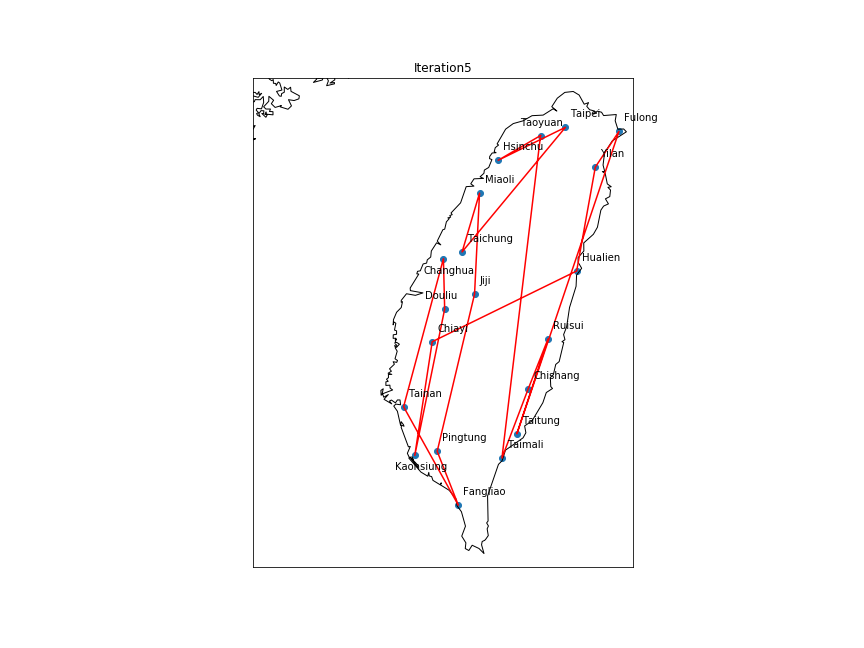 Iteration5
Taipei
Fulong
Taoyuan
Hsinchu
Yilan
Miaoli
Taichung
Hualien
Changhua
Jiji
Douliu
Chiayi
Ruisui
Chishang
Tainan
Taitung
Pingtung
Taimali
Kaohsiung
Fangliao